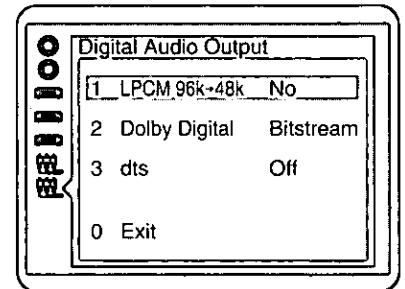 Digital Audio Output
1 LPCM 96k→48k No
2 Dolby Digital Bitstream
3 dts Off
0 Exit